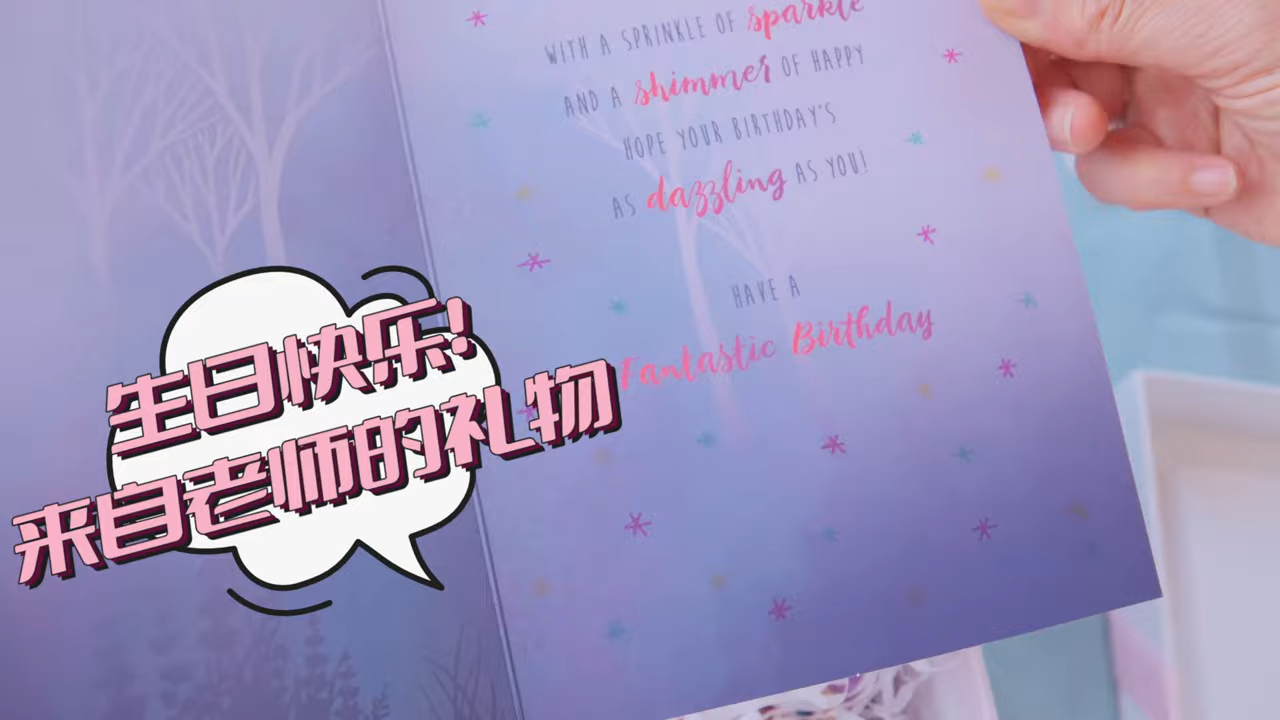 WITH A SPRINKLE OF sparkle
AND A shimmer OF HAPPY
HOPE YOUR BIRTHDAY'S
AS dazzling AS YOU!
HAVE A
Fantastic Birthday
生日快乐!
来自老师的礼物